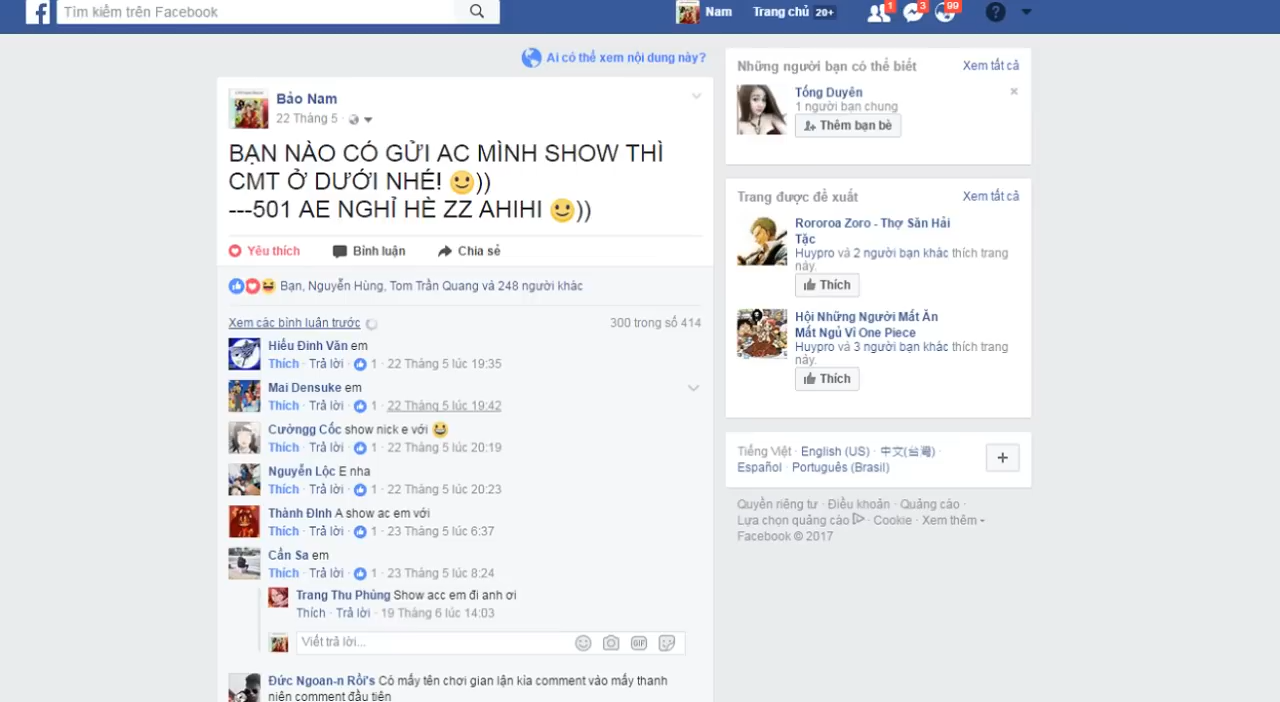 f
Tìm kiếm trên Facebook
Nam
Trang chủ 20+
1
3
99
?
Ai có thể xem nội dung này?
Bảo Nam
22 Tháng 5 ·
BẠN NÀO CÓ GỬI AC MÌNH SHOW THÌ
CMT Ở DƯỚI NHÉ! 🙂))
---501 AE NGHỈ HÈ ZZ AHIHI 🙂))
Yêu thích
Bình luận
Chia sẻ
Bạn, Nguyễn Hùng, Tom Trần Quang và 248 người khác
Xem các bình luận trước
300 trong số 414
Hiếu Đinh Văn em
Thích · Trả lời · 1 · 22 Tháng 5 lúc 19:35
Mai Densuke em
Thích · Trả lời · 1 · 22 Tháng 5 lúc 19:42
Cườngg Cốc show nick e với 😀
Thích · Trả lời · 1 · 22 Tháng 5 lúc 20:19
Nguyễn Lộc E nha
Thích · Trả lời · 1 · 22 Tháng 5 lúc 20:23
Thành ĐInh A show ac em với
Thích · Trả lời · 1 · 23 Tháng 5 lúc 6:37
Cần Sa em
Thích · Trả lời · 1 · 23 Tháng 5 lúc 8:24
Trang Thu Phùng Show acc em đi anh ơi
Thích · Trả lời · 19 Tháng 6 lúc 14:03
Viết trả lời...
GIF
Đức Ngoan-n Rồi's Có mấy tên chơi gian lận kìa comment vào mấy thanh
niên comment đầu tiên
Những người bạn có thể biết
Xem tất cả
Tống Duyên
1 người bạn chung
Thêm bạn bè
Trang được đề xuất
Xem tất cả
Rororoa Zoro - Thợ Săn Hải
Tặc
Huypro và 2 người bạn khác thích trang
này.
Thích
Hội Những Người Mất Ăn
Mất Ngủ Vì One Piece
Huypro và 3 người bạn khác thích trang
này.
Thích
Tiếng Việt · English (US) · 中文(台灣) ·
Español · Português (Brasil)
+
Quyền riêng tư · Điều khoản · Quảng cáo ·
Lựa chọn quảng cáo · Cookie · Xem thêm
Facebook © 2017